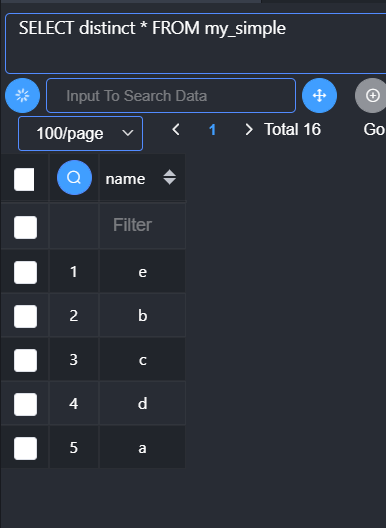 SELECT distinct * FROM my_simple
Input To Search Data
100/page 1 Total 16 Go
name
Filter
1 e
2 b
3 c
4 d
5 a